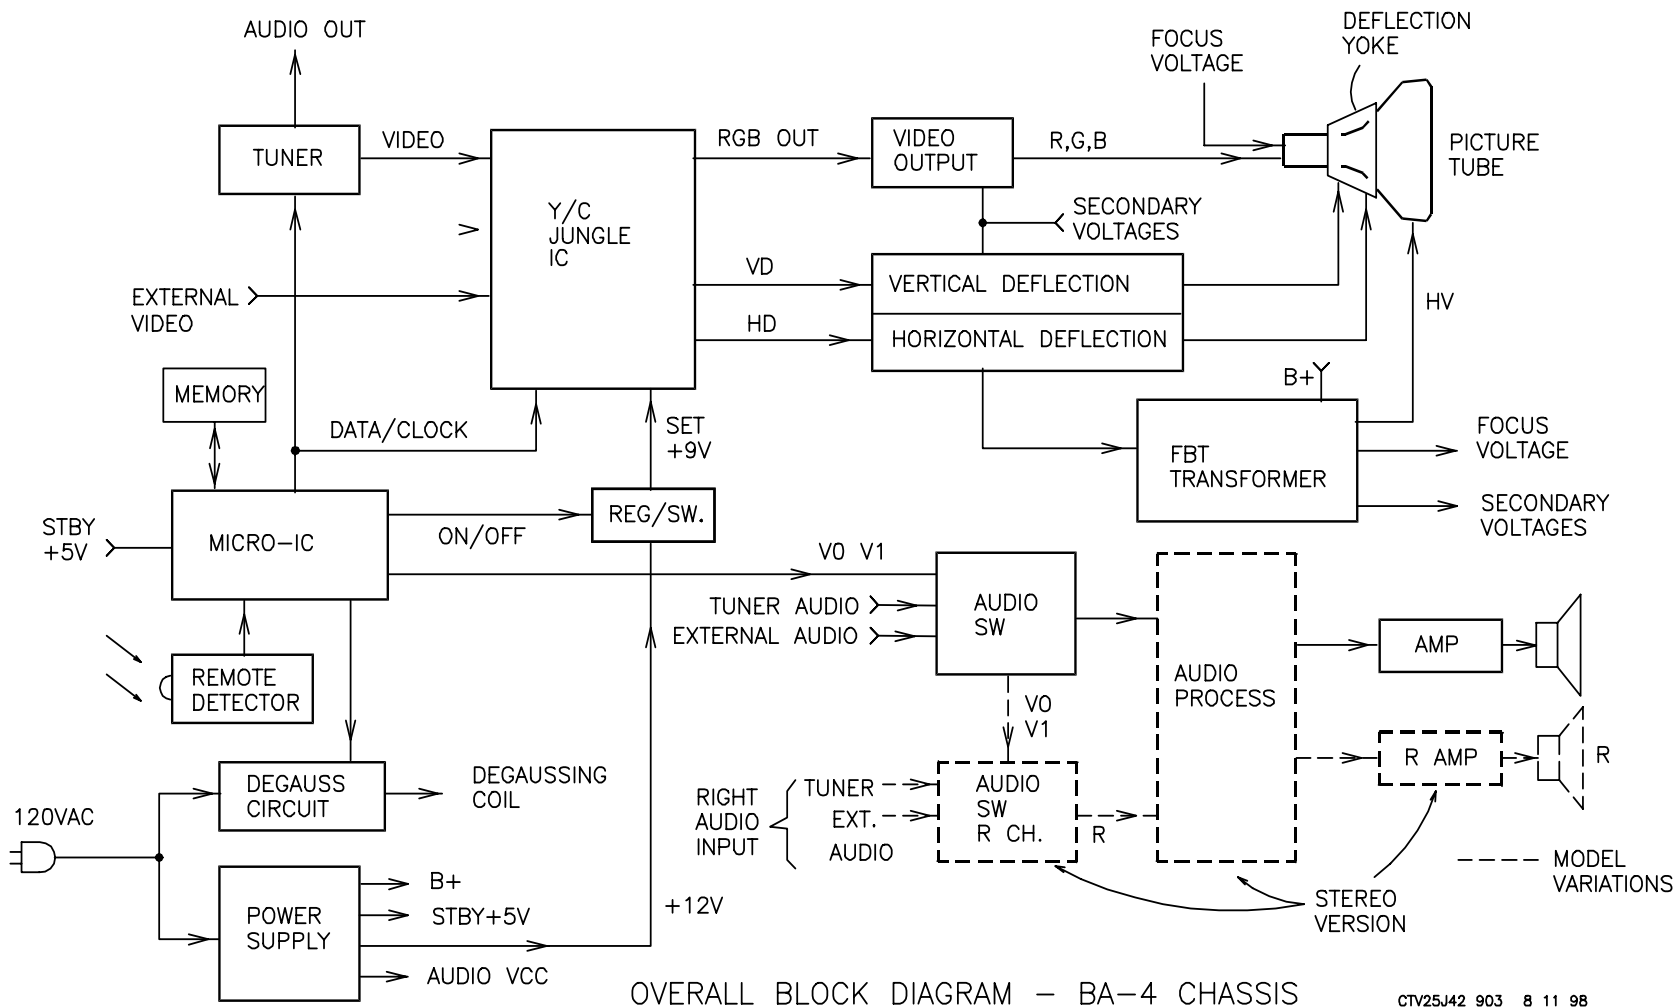 AUDIO OUT
TUNER
VIDEO
Y/C
JUNGLE
IC
RGB OUT
VIDEO
OUTPUT
R,G,B
FOCUS
VOLTAGE
DEFLECTION
YOKE
PICTURE
TUBE
SECONDARY
VOLTAGES
EXTERNAL
VIDEO
VD
HD
VERTICAL DEFLECTION
HORIZONTAL DEFLECTION
HV
MEMORY
DATA/CLOCK
SET
+9V
B+
FBT
TRANSFORMER
FOCUS
VOLTAGE
SECONDARY
VOLTAGES
STBY
+5V
MICRO-IC
ON/OFF
REG/SW.
V0 V1
TUNER AUDIO
EXTERNAL AUDIO
AUDIO
SW
AUDIO
PROCESS
AMP
REMOTE
DETECTOR
V0
V1
R AMP
R
DEGAUSS
CIRCUIT
DEGAUSSING
COIL
RIGHT
AUDIO
INPUT
TUNER
EXT.
AUDIO
AUDIO
SW
R CH.
R
120VAC
POWER
SUPPLY
B+
STBY+5V
AUDIO VCC
+12V
STEREO
VERSION
MODEL
VARIATIONS
OVERALL BLOCK DIAGRAM - BA-4 CHASSIS
CTV25J42 903 8 11 98